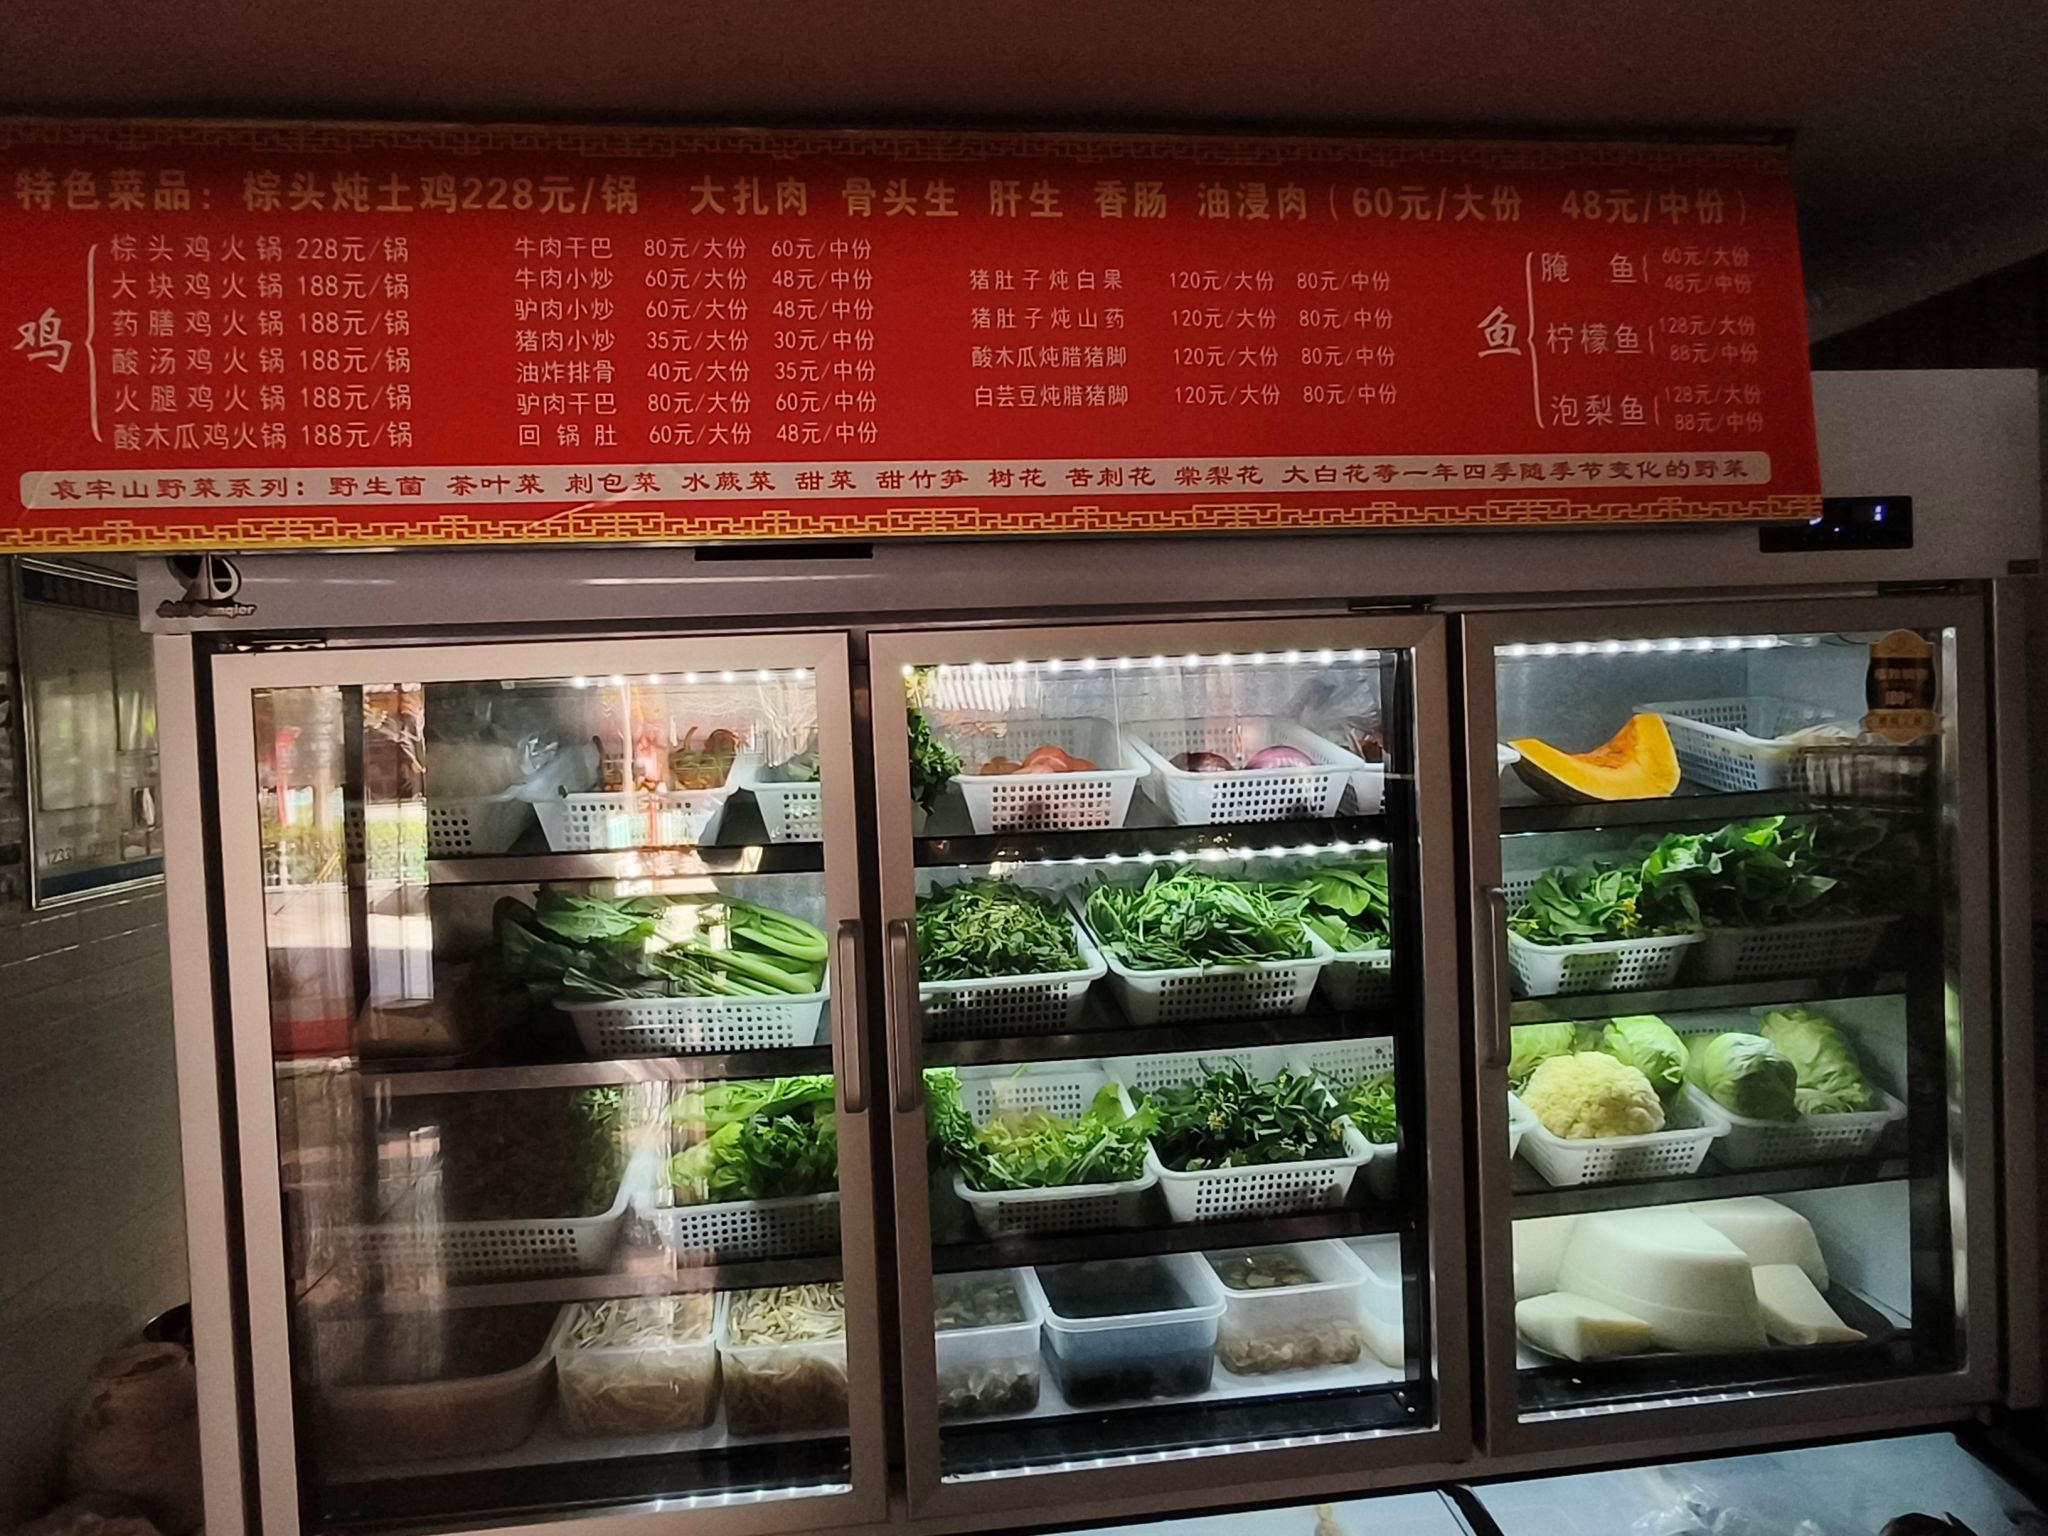 特色菜品：棕头炖土鸡228元/锅 大扎肉 骨头生 肝生 香肠 油浸肉（60元/大份 48元/中份）
鸡
棕头鸡火锅 228元/锅
大块鸡火锅 188元/锅
药膳鸡火锅 188元/锅
酸汤鸡火锅 188元/锅
火腿鸡火锅 188元/锅
酸木瓜鸡火锅 188元/锅
牛肉干巴 80元/大份 60元/中份
牛肉小炒 60元/大份 48元/中份
驴肉小炒 60元/大份 48元/中份
猪肉小炒 35元/大份 30元/中份
油炸排骨 40元/大份 35元/中份
驴肉干巴 80元/大份 60元/中份
回锅肚 60元/大份 48元/中份
猪肚子炖白果 120元/大份 80元/中份
猪肚子炖山药 120元/大份 80元/中份
酸木瓜炖腊猪脚 120元/大份 80元/中份
白芸豆炖腊猪脚 120元/大份 80元/中份
鱼
腌鱼 60元/大份
48元/中份
柠檬鱼 128元/大份
88元/中份
泡梨鱼 128元/大份
88元/中份
哀牢山野菜系列：野生菌 茶叶菜 刺包菜 水蕨菜 甜菜 甜竹笋 树花 苦刺花 棠梨花 大白花等一年四季随季节变化的野菜